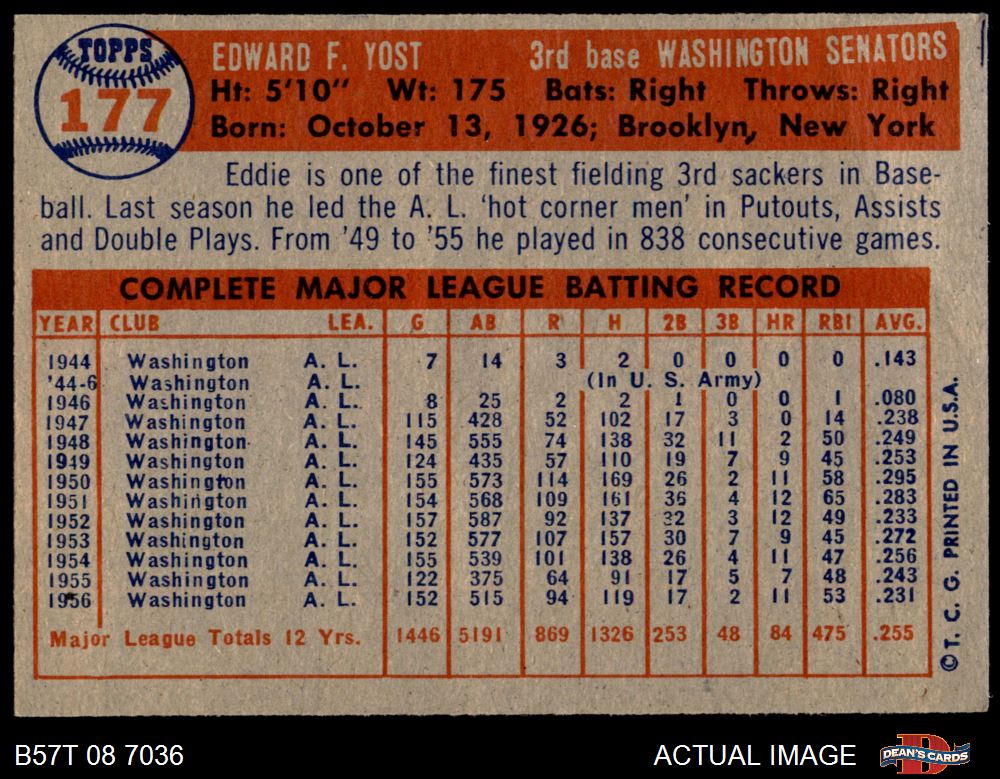 TOPPS
177
EDWARD F. YOST 3rd base WASHINGTON SENATORS
Ht: 5'10" Wt: 175 Bats: Right Throws: Right
Born: October 13, 1926; Brooklyn, New York
Eddie is one of the finest fielding 3rd sackers in Base-
ball. Last season he led the A. L. 'hot corner men' in Putouts, Assists
and Double Plays. From '49 to '55 he played in 838 consecutive games.
COMPLETE MAJOR LEAGUE BATTING RECORD
YEAR CLUB LEA. G AB R H 2B 3B HR RBI AVG.
1944 Washington A. L. 7 14 3 2 0 0 0 0 .143
'44-6 Washington A. L. (In U. S. Army)
1946 Washington A. L. 8 25 2 2 1 0 0 1 .080
1947 Washington A. L. 115 428 52 102 17 3 0 14 .238
1948 Washington A. L. 145 555 74 138 32 11 2 50 .249
1949 Washington A. L. 124 435 57 110 19 7 9 45 .253
1950 Washington A. L. 155 573 114 169 26 2 11 58 .295
1951 Washington A. L. 154 568 109 161 36 4 12 65 .283
1952 Washington A. L. 157 587 92 137 32 3 12 49 .233
1953 Washington A. L. 152 577 107 157 30 7 9 45 .272
1954 Washington A. L. 155 539 101 138 26 4 11 47 .256
1955 Washington A. L. 122 375 64 91 17 5 7 48 .243
1956 Washington A. L. 152 515 94 119 17 2 11 53 .231
Major League Totals 12 Yrs. 1446 5191 869 1326 253 48 84 475 .255
© T. C. G. PRINTED IN U.S.A.
B57T 08 7036 ACTUAL IMAGE
D
DEAN'S CARDS